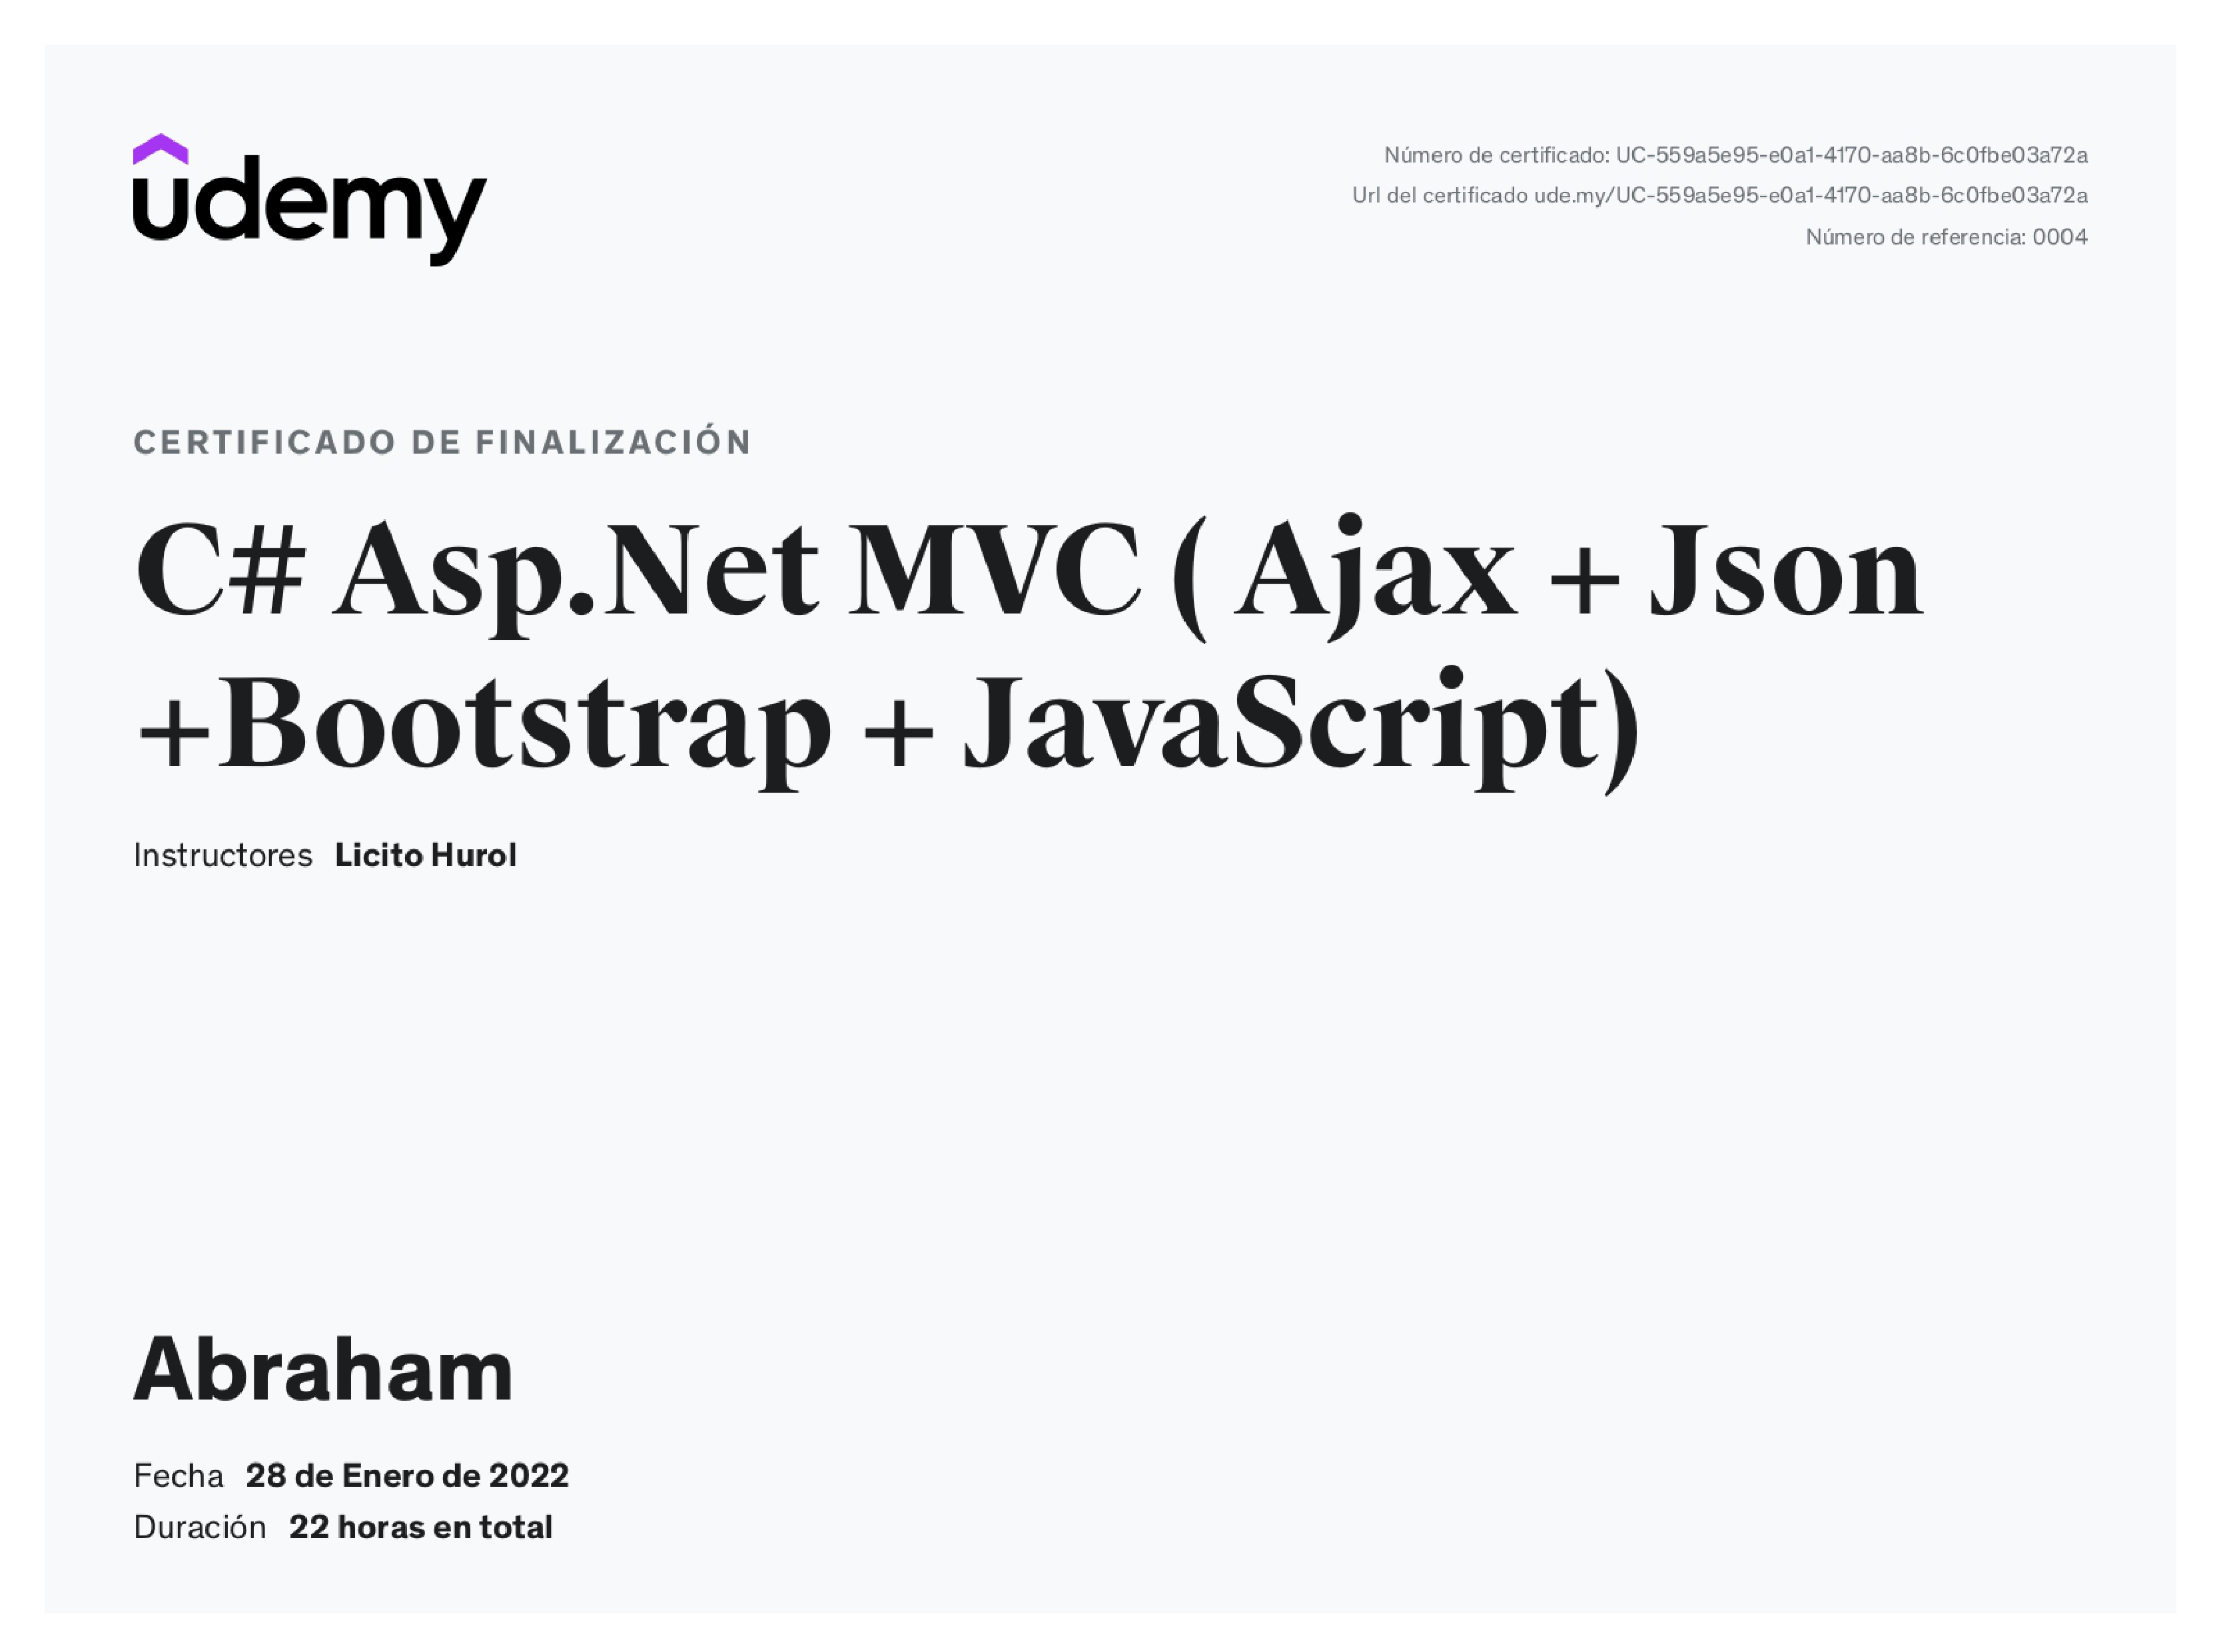 udemy
Número de certificado: UC-559a5e95-e0a1-4170-aa8b-6c0fbe03a72a
Url del certificado ude.my/UC-559a5e95-e0a1-4170-aa8b-6c0fbe03a72a
Número de referencia: 0004
CERTIFICADO DE FINALIZACIÓN
C# Asp.Net MVC ( Ajax + Json
+Bootstrap + JavaScript)
Instructores Licito Hurol
Abraham
Fecha 28 de Enero de 2022
Duración 22 horas en total